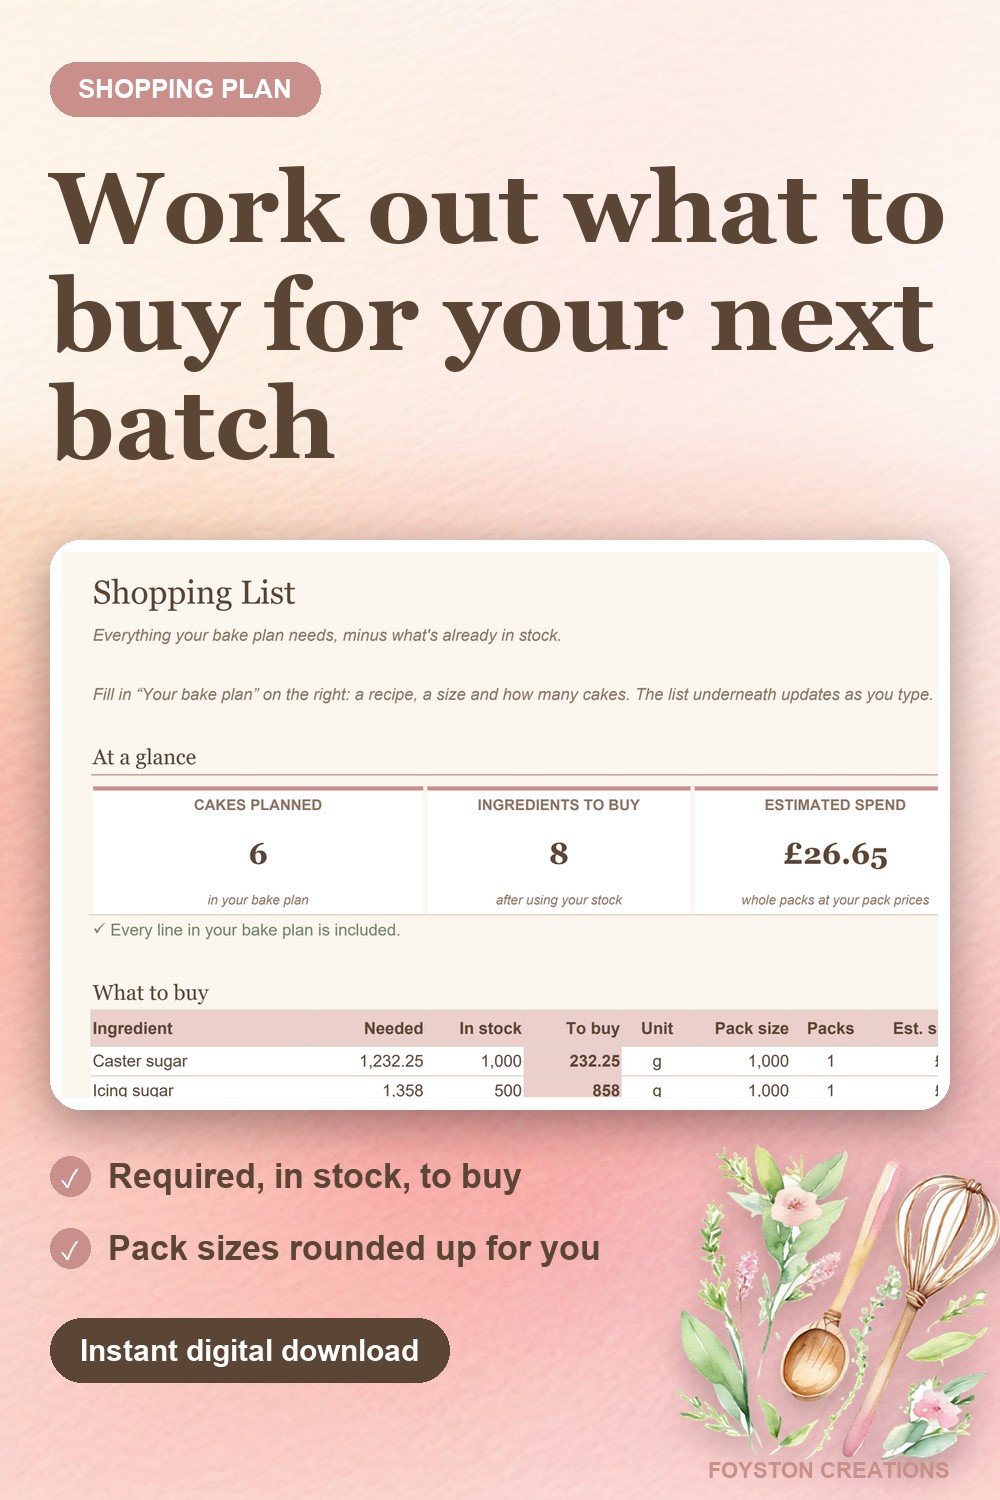 SHOPPING PLAN
Work out what to
buy for your next
batch
Shopping List
Everything your bake plan needs, minus what's already in stock.
Fill in “Your bake plan” on the right: a recipe, a size and how many cakes. The list underneath updates as you type.
At a glance
CAKES PLANNED INGREDIENTS TO BUY ESTIMATED SPEND
6 8 £26.65
in your bake plan after using your stock whole packs at your pack prices
✓ Every line in your bake plan is included.
What to buy
Ingredient Needed In stock To buy Unit Pack size Packs Est. s
Caster sugar 1,232.25 1,000 232.25 g 1,000 1
Icing sugar 1,358 500 858 g 1,000 1
✓ Required, in stock, to buy
✓ Pack sizes rounded up for you
Instant digital download
FOYSTON CREATIONS